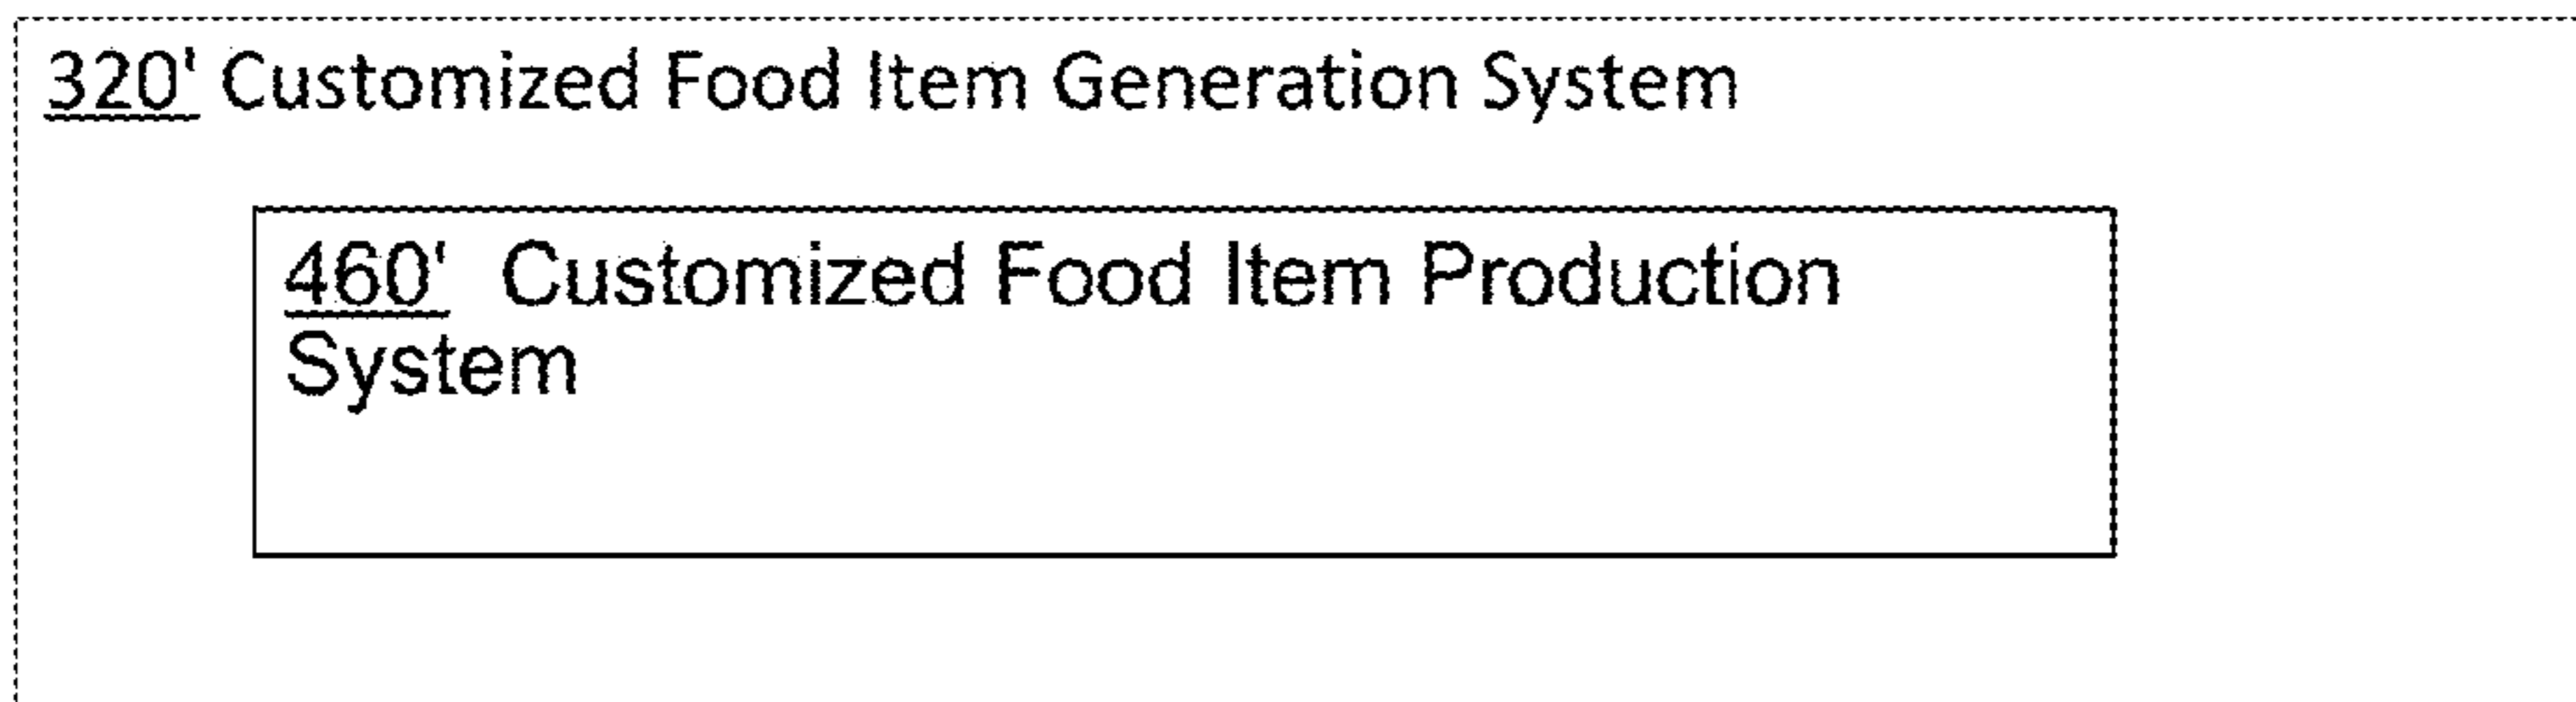 320' Customized Food Item Generation System
460' Customized Food Item Production
System